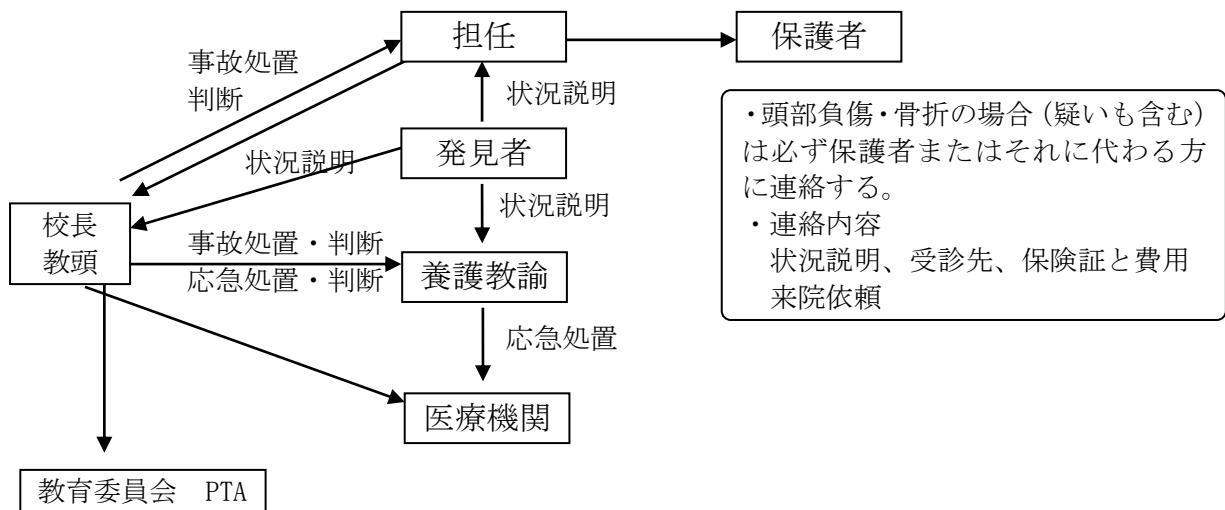 担任
保護者
事故処置
判断
状況説明
・頭部負傷・骨折の場合（疑いも含む）
は必ず保護者またはそれに代わる方
に連絡する。
・連絡内容
状況説明、受診先、保険証と費用
来院依頼
発見者
状況説明
状況説明
校長
教頭
事故処置・判断
応急処置・判断
養護教諭
応急処置
医療機関
教育委員会　PTA